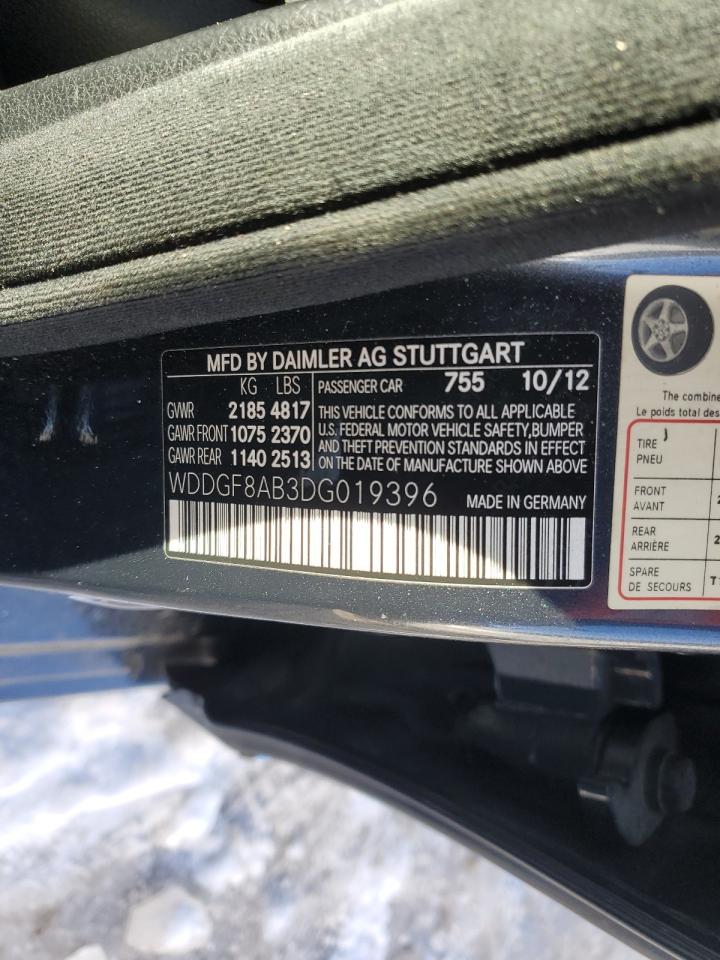 MFD BY DAIMLER AG STUTTGART
KG LBS
GVWR 2185 4817
GAWR FRONT 1075 2370
GAWR REAR 1140 2513
PASSENGER CAR 755 10/12
THIS VEHICLE CONFORMS TO ALL APPLICABLE
U.S. FEDERAL MOTOR VEHICLE SAFETY,BUMPER
AND THEFT PREVENTION STANDARDS IN EFFECT
ON THE DATE OF MANUFACTURE SHOWN ABOVE
WDDGF8AB3DG019396 MADE IN GERMANY
The combine
Le poids total des
TIRE
PNEU
FRONT
AVANT
2
REAR
ARRIÈRE
2
SPARE
DE SECOURS
T